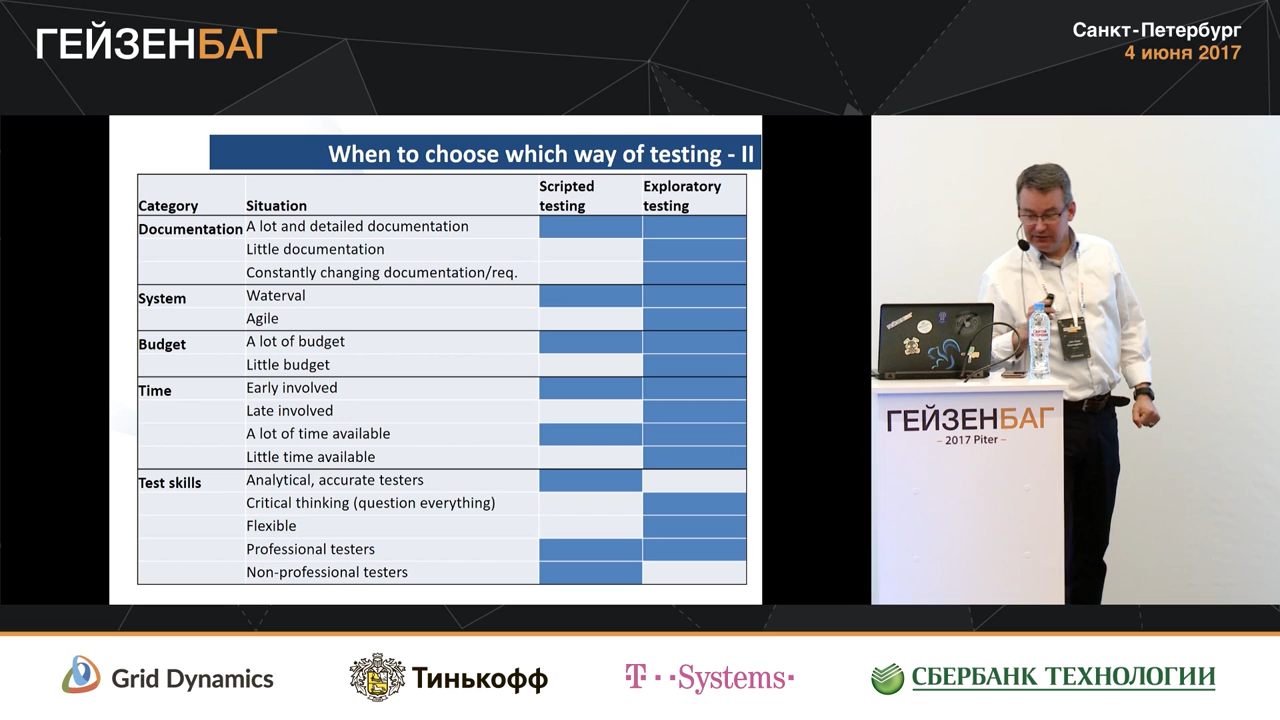 ГЕЙЗЕНБАГ
Санкт-Петербург
4 июня 2017
When to choose which way of testing - II
Category Situation Scripted testing Exploratory testing
Documentation A lot and detailed documentation
Little documentation
Constantly changing documentation/req.
System Waterval
Agile
Budget A lot of budget
Little budget
Time Early involved
Late involved
A lot of time available
Little time available
Test skills Analytical, accurate testers
Critical thinking (question everything)
Flexible
Professional testers
Non-professional testers
ГЕЙЗЕНБАГ
– 2017 Piter –
Grid Dynamics
Тинькофф
T··Systems·
СБЕРБАНК ТЕХНОЛОГИИ